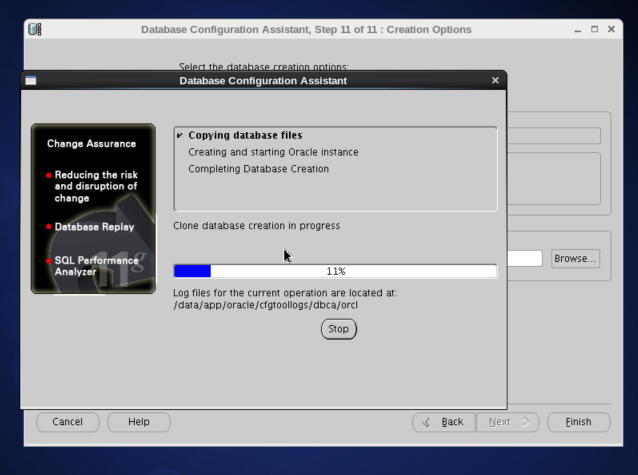 Database Configuration Assistant, Step 11 of 11 : Creation Options
Select the database creation options:
Database Configuration Assistant
Change Assurance
Reducing the risk
and disruption of
change
Database Replay
SQL Performance
Analyzer
11g
Copying database files
Creating and starting Oracle instance
Completing Database Creation
Clone database creation in progress
11%
Log files for the current operation are located at:
/data/app/oracle/cfgtoollogs/dbca/orcl
Stop
Browse...
Cancel
Help
Back
Next
Finish